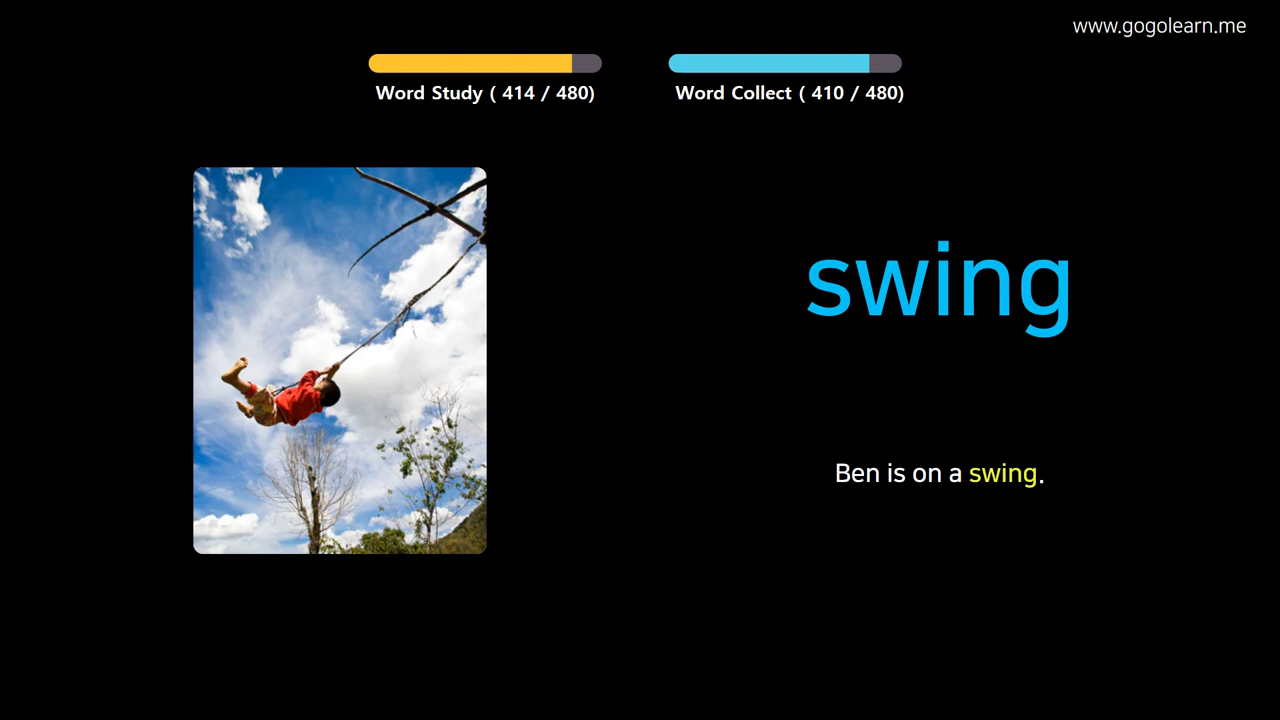 www.gogolearn.me
Word Study ( 414 / 480)
Word Collect ( 410 / 480)
swing
Ben is on a swing.